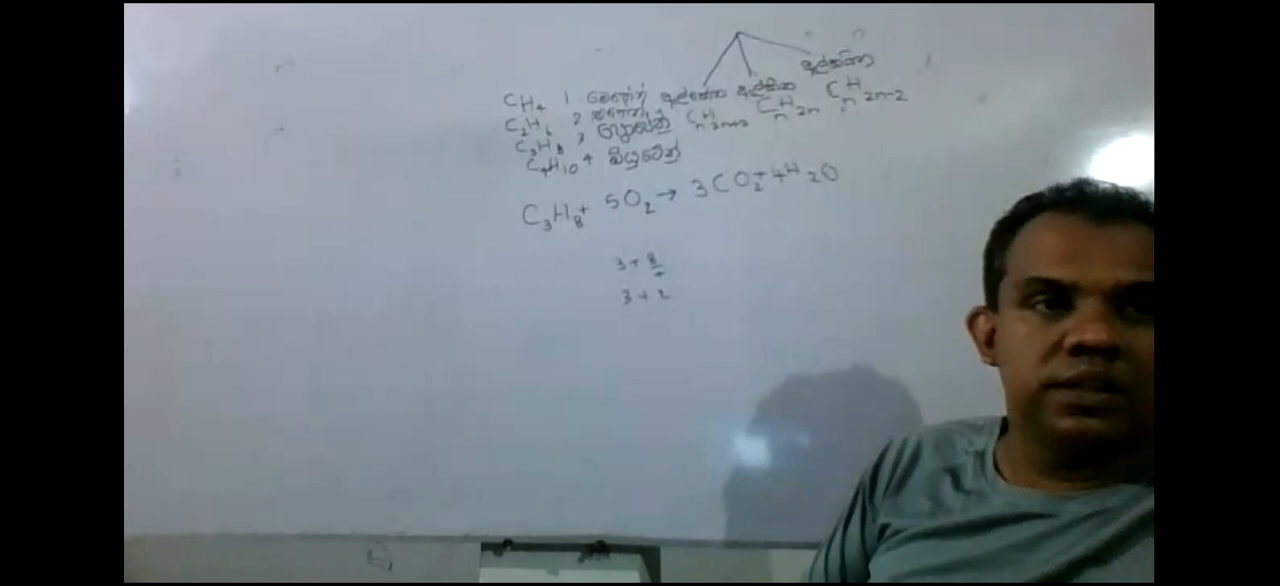 ඇල්කයින
CH4 1 මෙතේන් ඇල්කේන ඇල්කීන
C2H6 2 එතේන් CnH2n+2 CnH2n CnH2n-2
C3H8 3 ප්‍රොපේන්
C4H10 4 බියුටේන්
C3H8 + 5O2 → 3CO2 + 4H2O
3 + 8/4
3 + 2